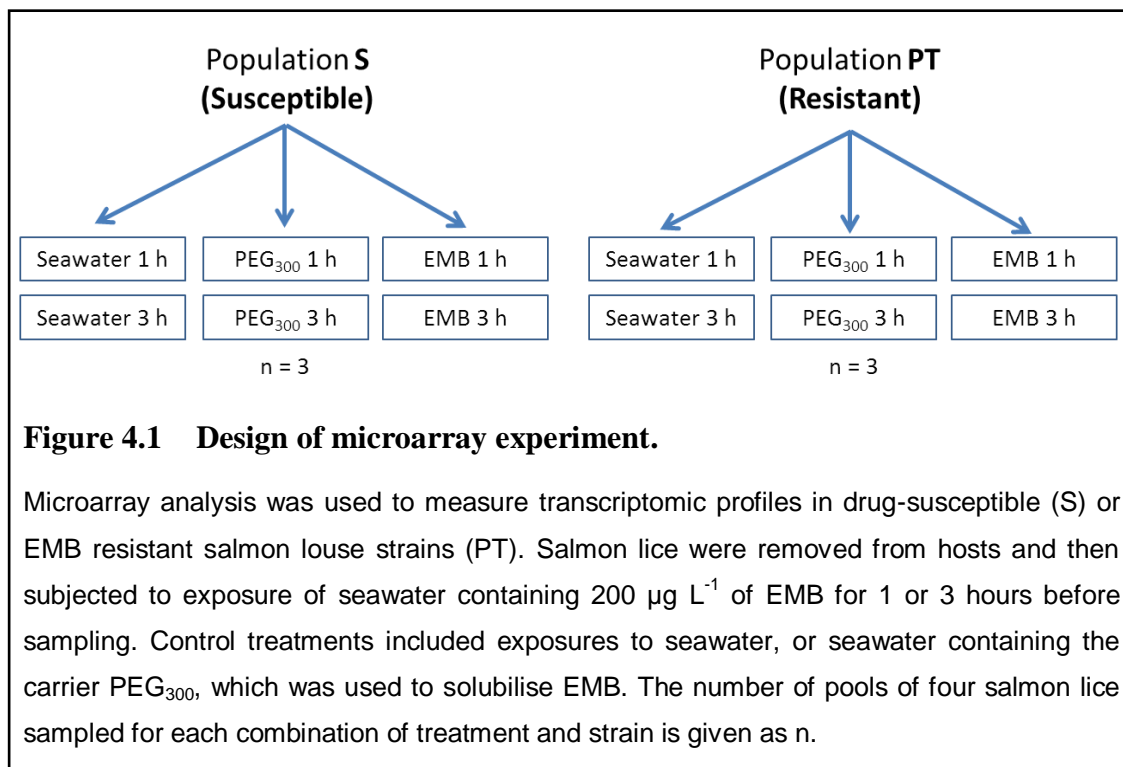 Population S
(Susceptible)
Population PT
(Resistant)
Seawater 1 h
PEG300 1 h
EMB 1 h
Seawater 1 h
PEG300 1 h
EMB 1 h
Seawater 3 h
PEG300 3 h
EMB 3 h
Seawater 3 h
PEG300 3 h
EMB 3 h
n = 3
n = 3
Figure 4.1 Design of microarray experiment.
Microarray analysis was used to measure transcriptomic profiles in drug-susceptible (S) or
EMB resistant salmon louse strains (PT). Salmon lice were removed from hosts and then
subjected to exposure of seawater containing 200 µg L-1 of EMB for 1 or 3 hours before
sampling. Control treatments included exposures to seawater, or seawater containing the
carrier PEG300, which was used to solubilise EMB. The number of pools of four salmon lice
sampled for each combination of treatment and strain is given as n.